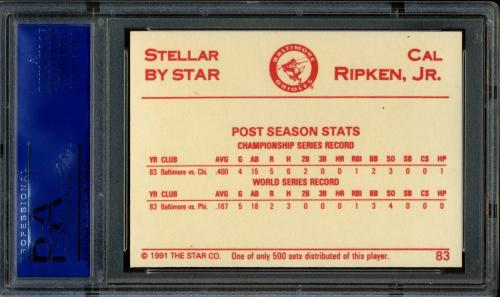 STELLAR
BY STAR
BALTIMORE
ORIOLES
CAL
RIPKEN, JR.
POST SEASON STATS
CHAMPIONSHIP SERIES RECORD
YR CLUB AVG G AB R H 2B 3B HR RBI BB SO SB CS HP
83 Baltimore vs. Chi. .400 4 15 5 6 2 0 0 1 2 3 0 0 1
WORLD SERIES RECORD
YR CLUB AVG G AB R H 2B 3B HR RBI BB SO SB CS HP
83 Baltimore vs. Phi. .167 5 18 2 3 0 0 0 1 3 4 0 0 0
© 1991 THE STAR CO. One of only 500 sets distributed of this player. 83
PSA
PROFESSIONAL